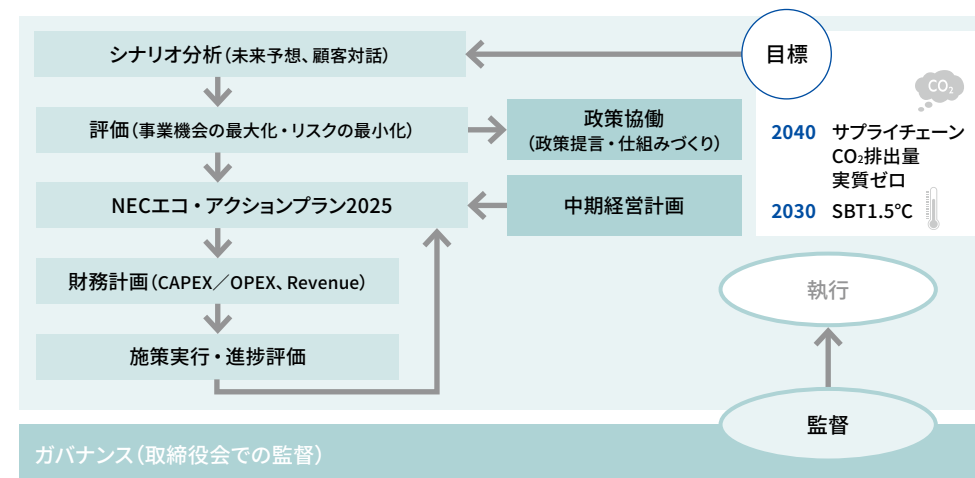 シナリオ分析（未来予想、顧客対話）
目標
評価（事業機会の最大化・リスクの最小化）
政策協働
（政策提言・仕組みづくり）
CO₂
2040 サプライチェーン
CO₂排出量
実質ゼロ
2030 SBT1.5℃
NECエコ・アクションプラン2025
中期経営計画
財務計画（CAPEX／OPEX、Revenue）
執行
施策実行・進捗評価
監督
ガバナンス（取締役会での監督）